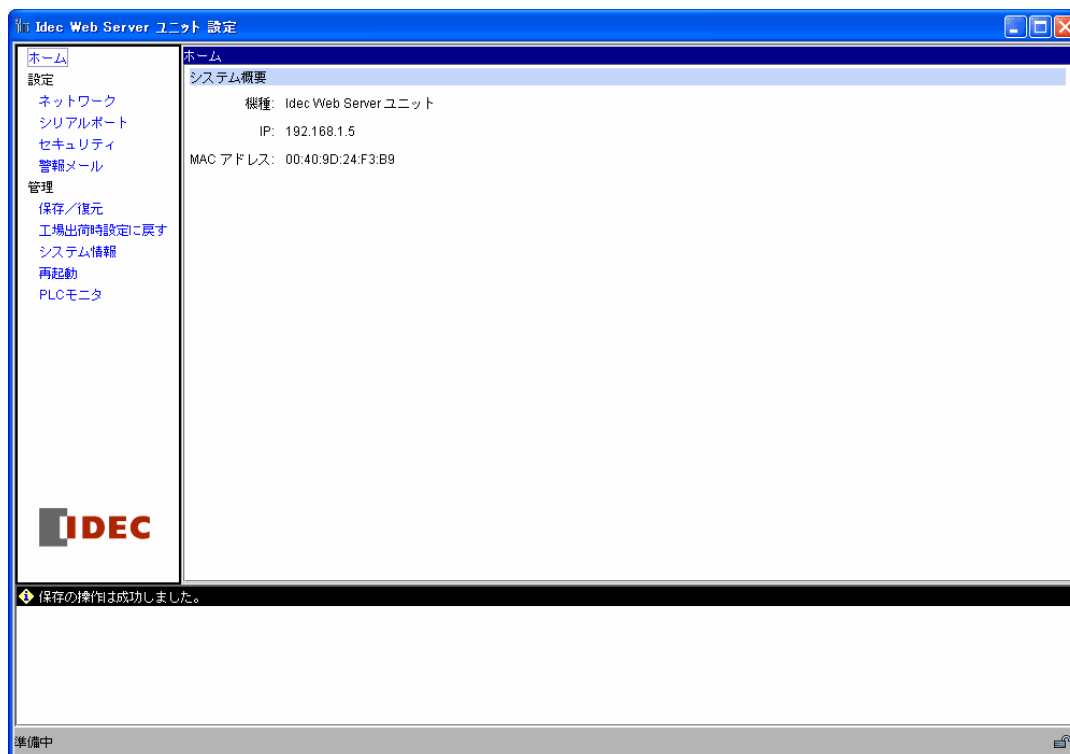 Idec Web Server ユニット 設定
ホーム
設定
ネットワーク
シリアルポート
セキュリティ
警報メール
管理
保存／復元
工場出荷時設定に戻す
システム情報
再起動
PLCモニタ
IDEC
ホーム
システム概要
機種: Idec Web Server ユニット
IP: 192.168.1.5
MAC アドレス: 00:40:9D:24:F3:B9
保存の操作は成功しました。
準備中